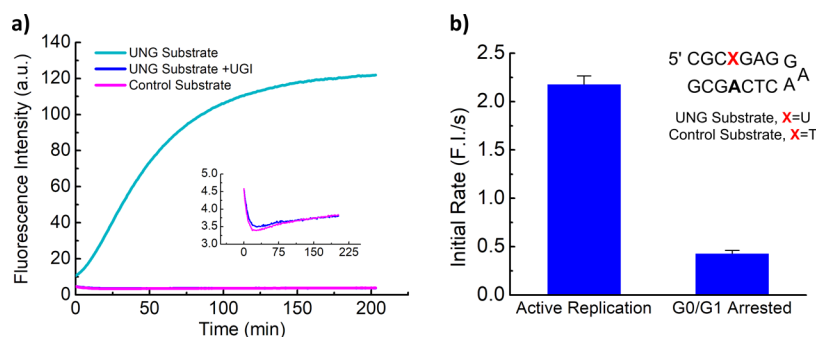 a)
140
120
100
80
60
40
20
0
Fluorescence Intensity (a.u.)
UNG Substrate
UNG Substrate +UGI
Control Substrate
5.0
4.5
4.0
3.5
3.0
0 75 150 225
0 50 100 150 200
Time (min)
b)
2.5
2.0
1.5
1.0
0.5
0.0
Initial Rate (F.I./s)
5' CGCXGAG G
A
GCGACTC A
UNG Substrate, X=U
Control Substrate, X=T
Active Replication G0/G1 Arrested